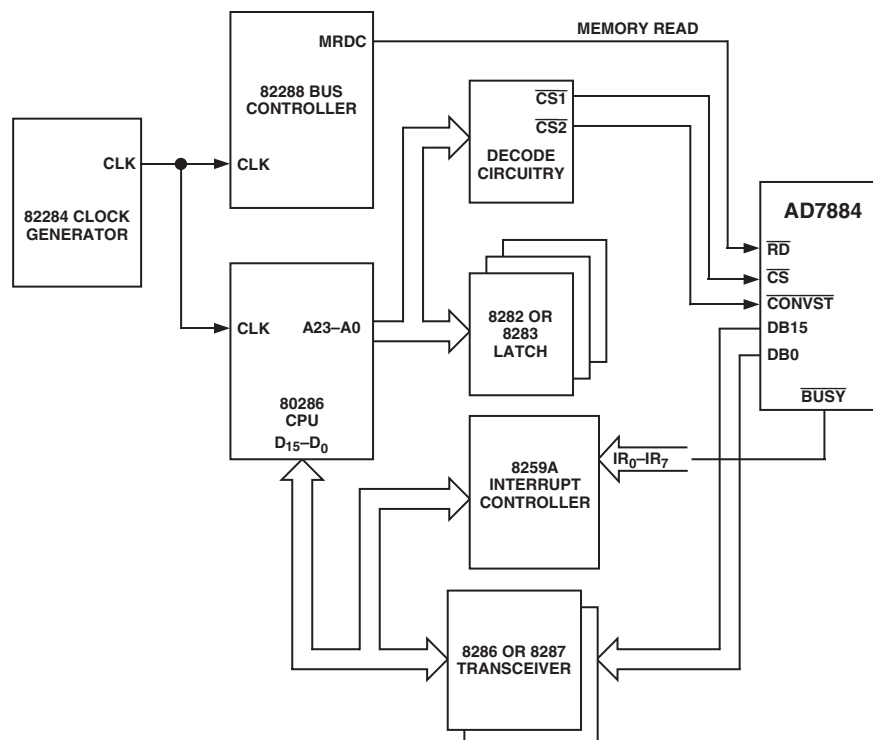 MRDC
MEMORY READ
82288 BUS
CONTROLLER
CLK
CLK
82284 CLOCK
GENERATOR
CS1
CS2
DECODE
CIRCUITRY
AD7884
RD
CS
CONVST
DB15
DB0
BUSY
CLK
A23–A0
80286
CPU
D15–D0
8282 OR
8283
LATCH
8259A
INTERRUPT
CONTROLLER
IR0–IR7
8286 OR 8287
TRANSCEIVER